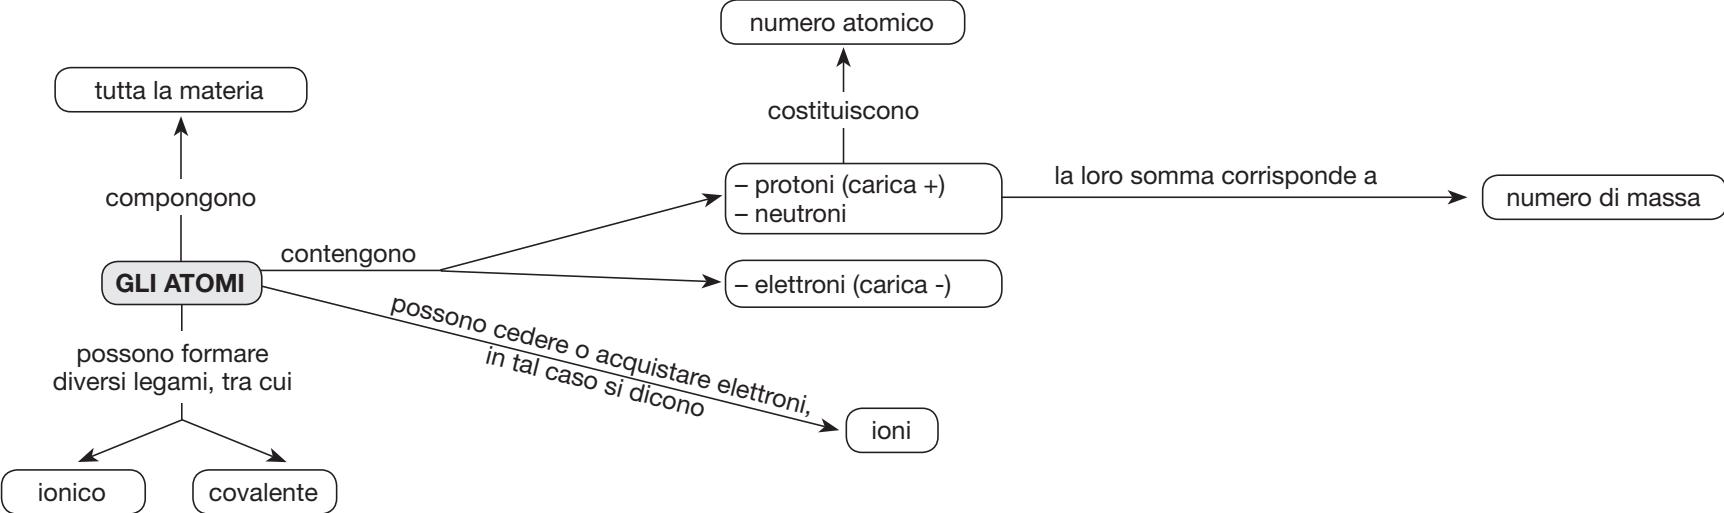 numero atomico
tutta la materia
costituiscono
compongono
– protoni (carica +)
– neutroni
la loro somma corrisponde a
numero di massa
contengono
GLI ATOMI
– elettroni (carica -)
possono cedere o acquistare elettroni,
in tal caso si dicono
ioni
possono formare
diversi legami, tra cui
ionico
covalente